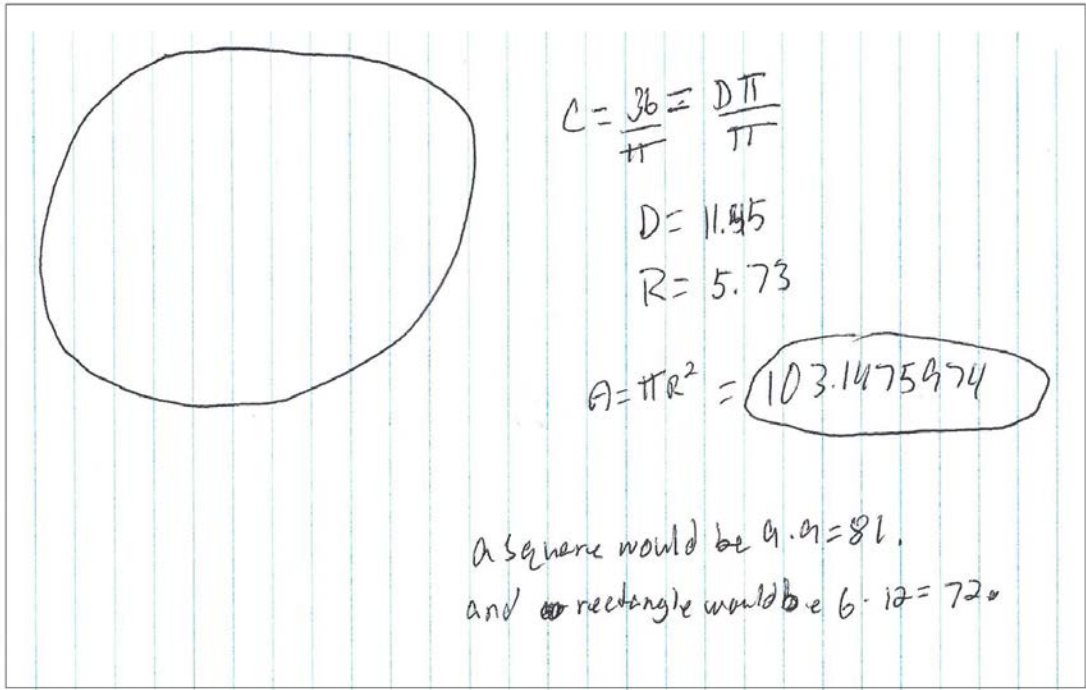 C = 36/π = Dπ/π
D = 11.45
R = 5.73
A = πR² = 103.1475974
a square would be 9·9=81.
and rectangle would be 6·12=72.